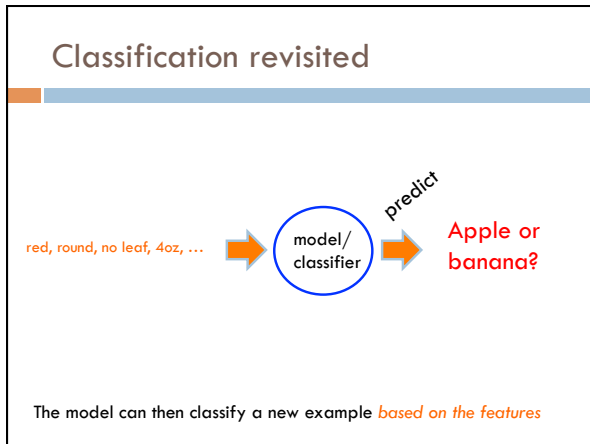 Classification revisited
predict
red, round, no leaf, 4oz, …
model/
classifier
Apple or
banana?
The model can then classify a new example based on the features